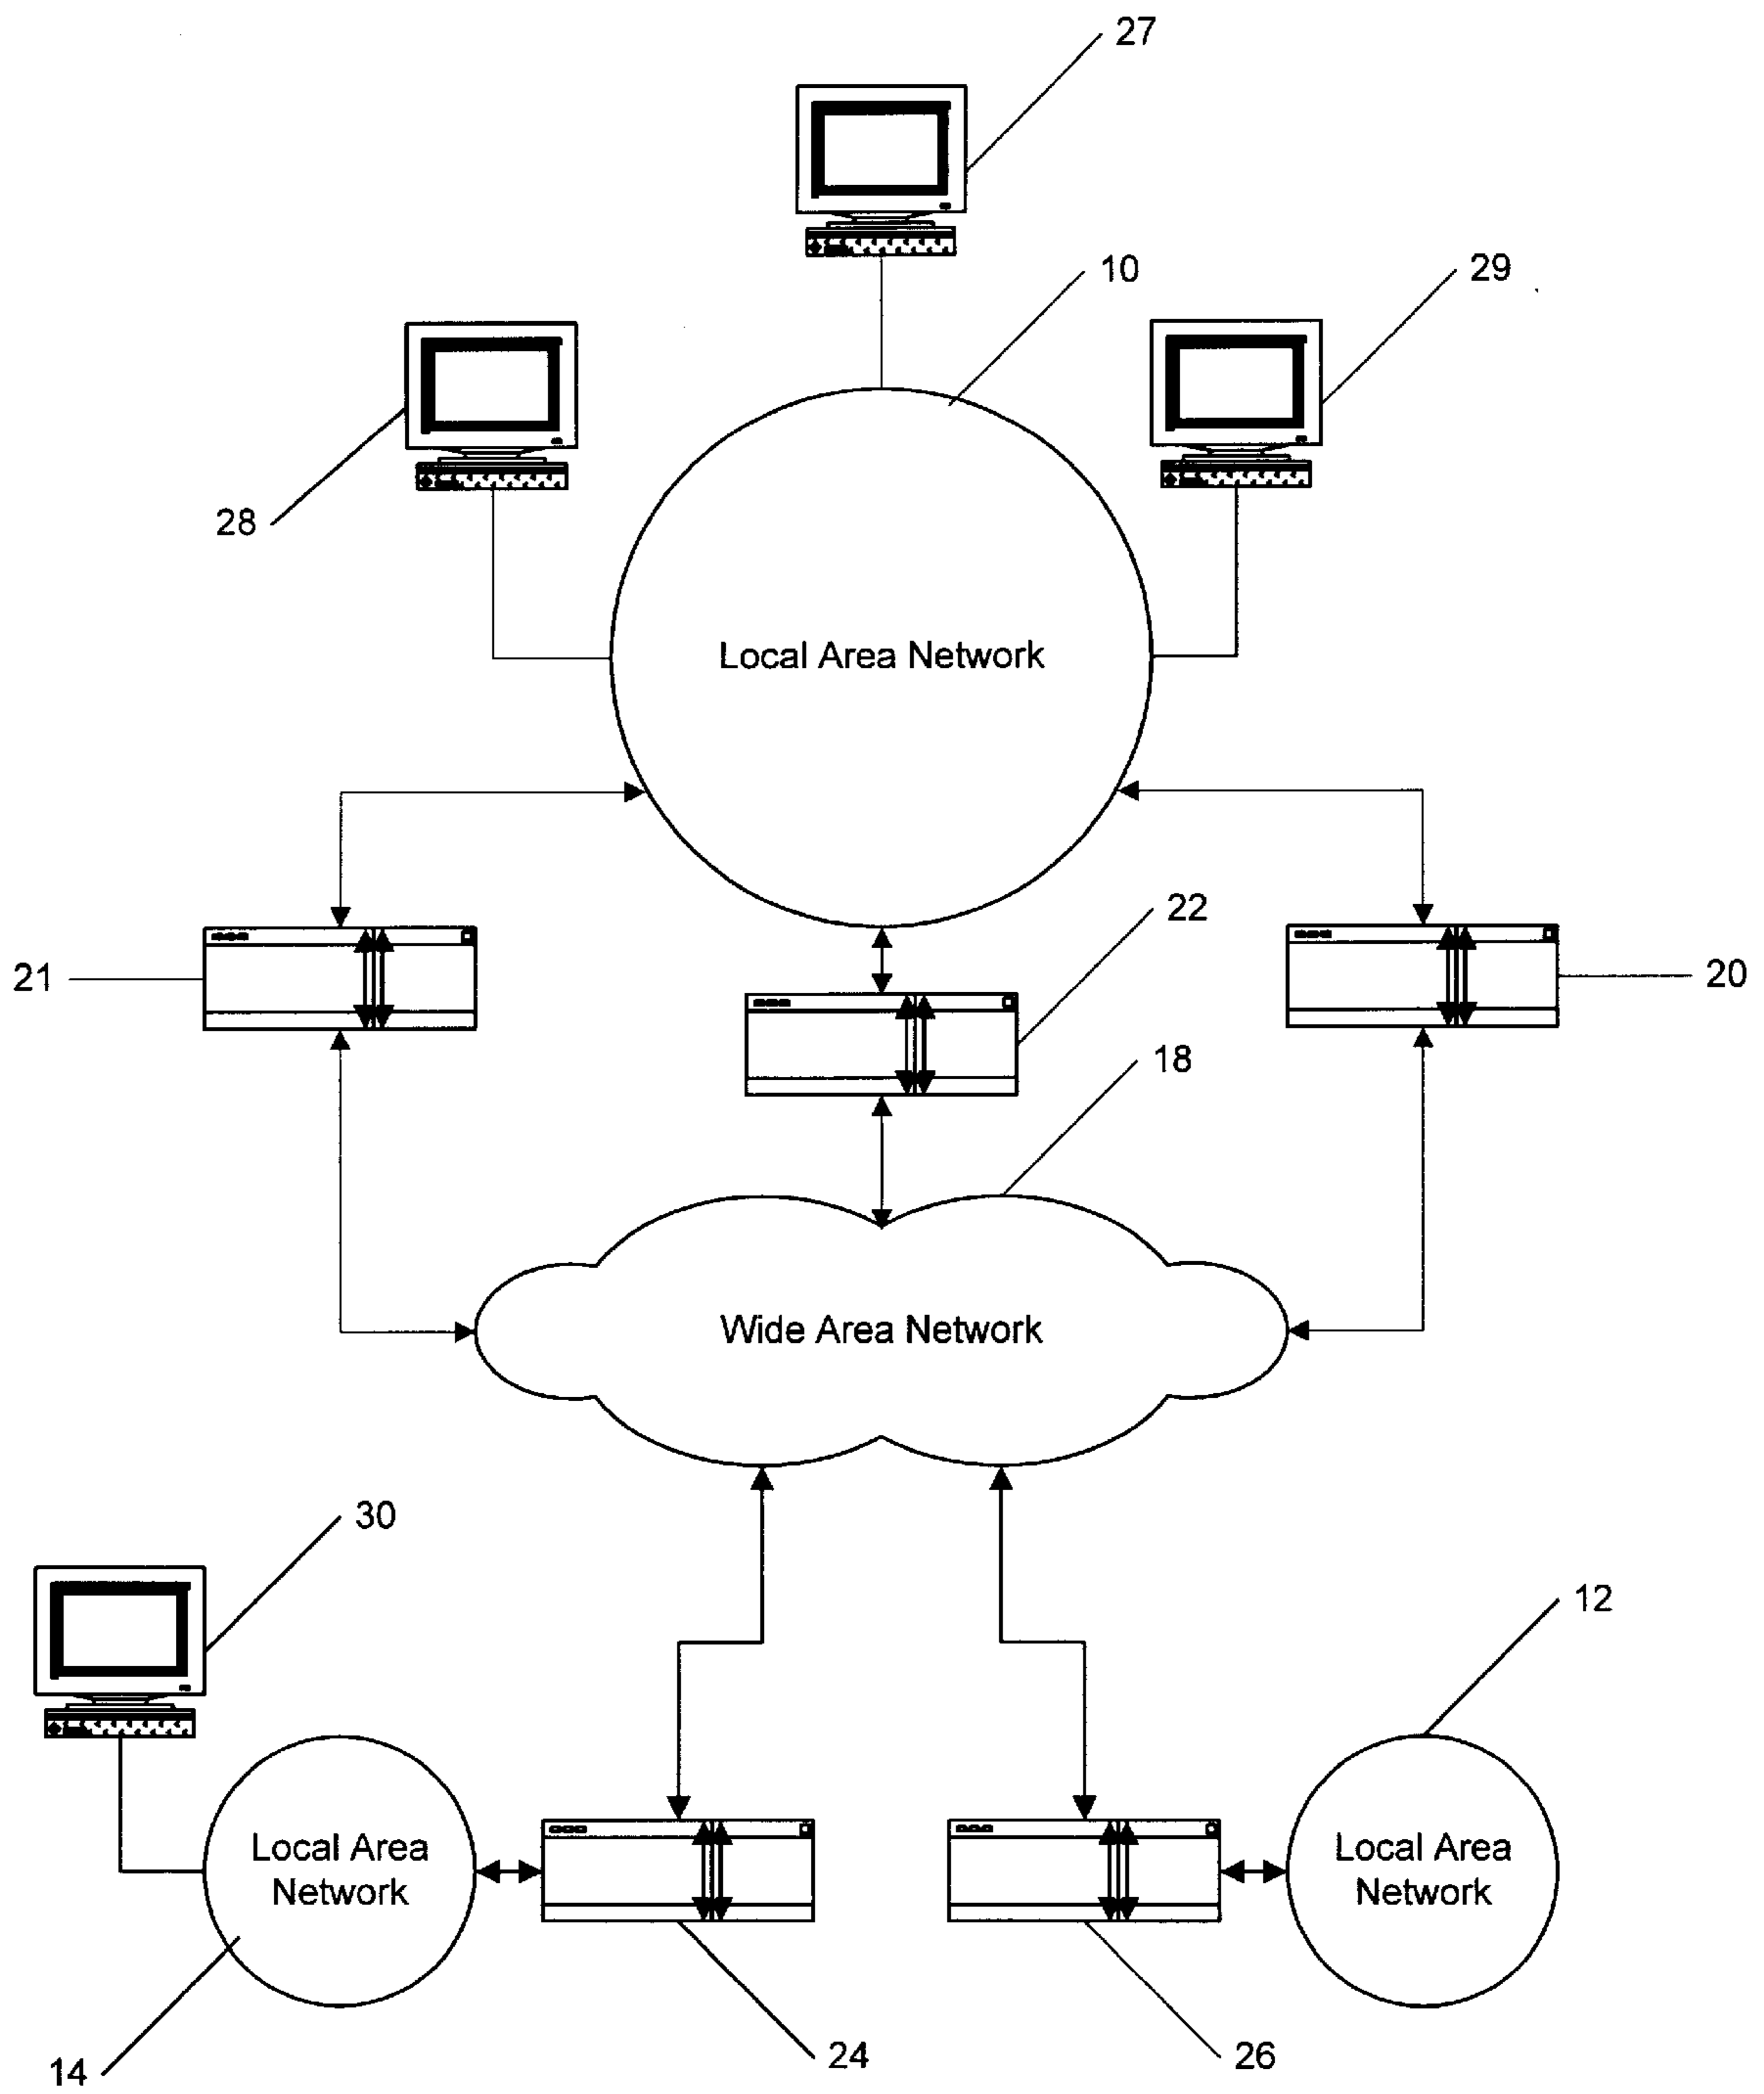 27
10
29
28
Local Area Network
22
21
20
18
Wide Area Network
30
12
Local Area
Network
Local Area
Network
14
24
26